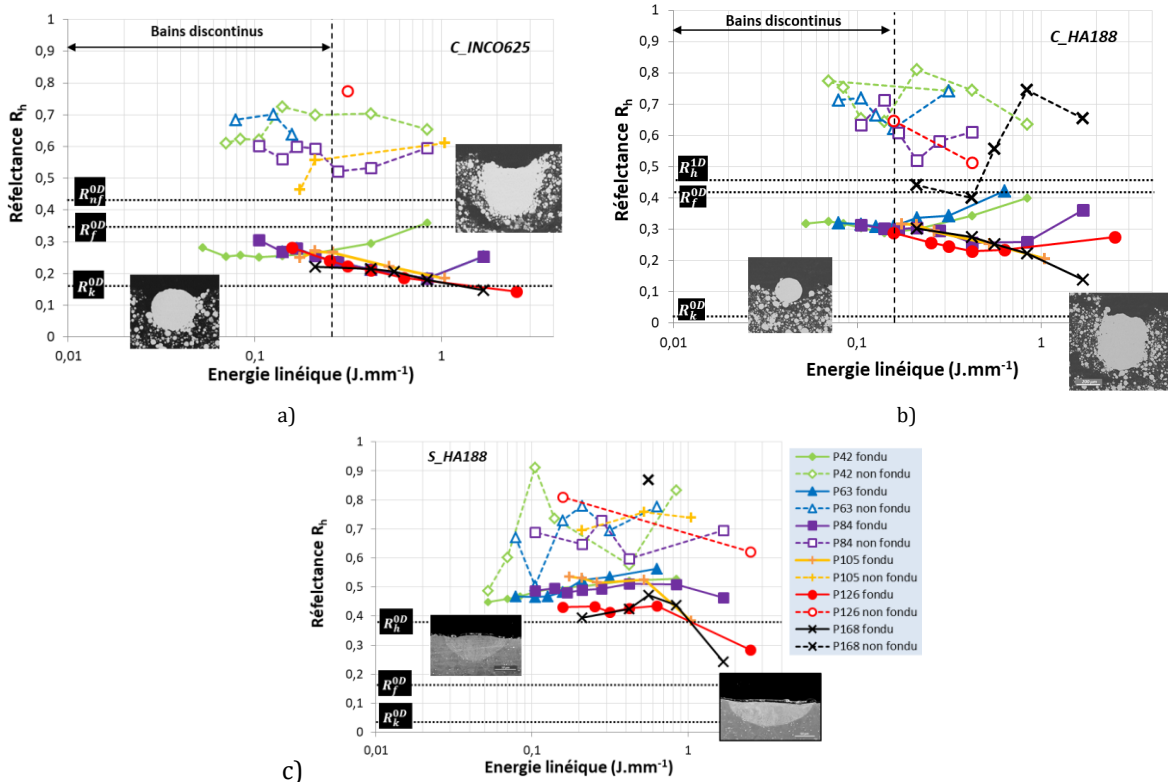 Bains discontinus
C_INCO625
Réfelctance Rh
1
0,9
0,8
0,7
0,6
0,5
0,4
0,3
0,2
0,1
0
R_nf^0D
R_f^0D
R_k^0D
0,01
0,1
1
Energie linéique (J.mm⁻¹)
a)
Bains discontinus
C_HA188
Réfelctance Rh
1
0,9
0,8
0,7
0,6
0,5
0,4
0,3
0,2
0,1
0
R_h^1D
R_f^0D
R_k^0D
0,01
0,1
1
Energie linéique (J.mm⁻¹)
b)
S_HA188
Réfelctance Rh
1
0,9
0,8
0,7
0,6
0,5
0,4
0,3
0,2
0,1
0
R_h^0D
R_f^0D
R_k^0D
0,01
0,1
1
Energie linéique (J.mm⁻¹)
c)
P42 fondu
P42 non fondu
P63 fondu
P63 non fondu
P84 fondu
P84 non fondu
P105 fondu
P105 non fondu
P126 fondu
P126 non fondu
P168 fondu
P168 non fondu